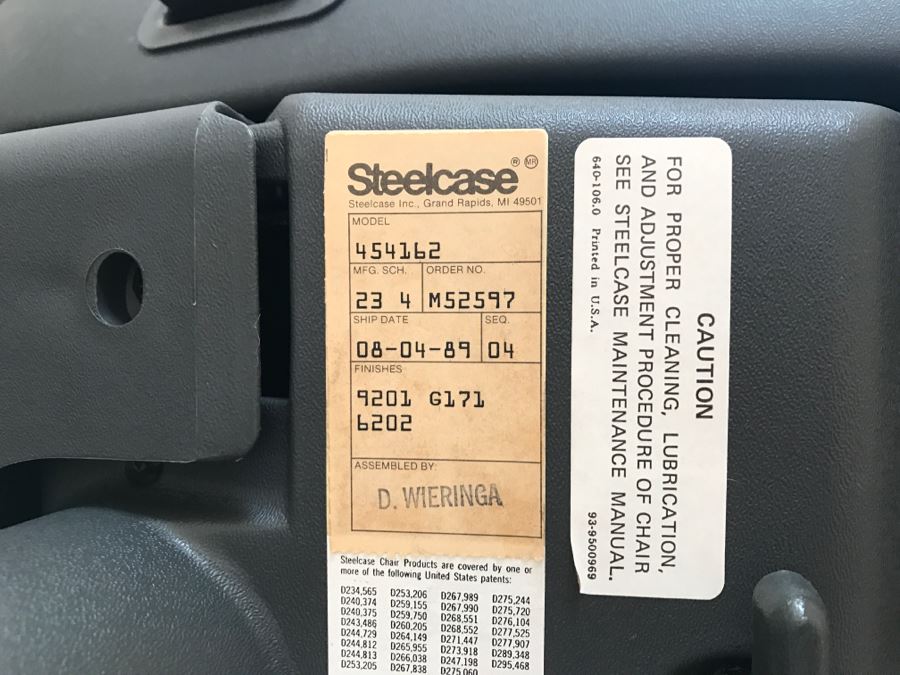 Steelcase ® MR
Steelcase Inc., Grand Rapids, MI 49501
MODEL
454162
MFG. SCH. ORDER NO.
23 4 M52597
SHIP DATE SEQ.
08-04-89 04
FINISHES
9201 G171
6202
ASSEMBLED BY:
D. WIERINGA
Steelcase Chair Products are covered by one or
more of the following United States patents:
D234,565 D253,206 D267,989 D275,244
D240,374 D259,155 D267,990 D275,720
D240,375 D259,750 D268,551 D276,104
D243,486 D260,205 D268,552 D277,525
D244,729 D264,149 D271,447 D277,907
D244,812 D265,955 D273,918 D289,348
D244,813 D266,038 D247,198 D295,468
D253,205 D267,838 D275,060
CAUTION
FOR PROPER CLEANING, LUBRICATION,
AND ADJUSTMENT PROCEDURE OF CHAIR
SEE STEELCASE MAINTENANCE MANUAL.
640-106.0 Printed in U.S.A. 93-9500969